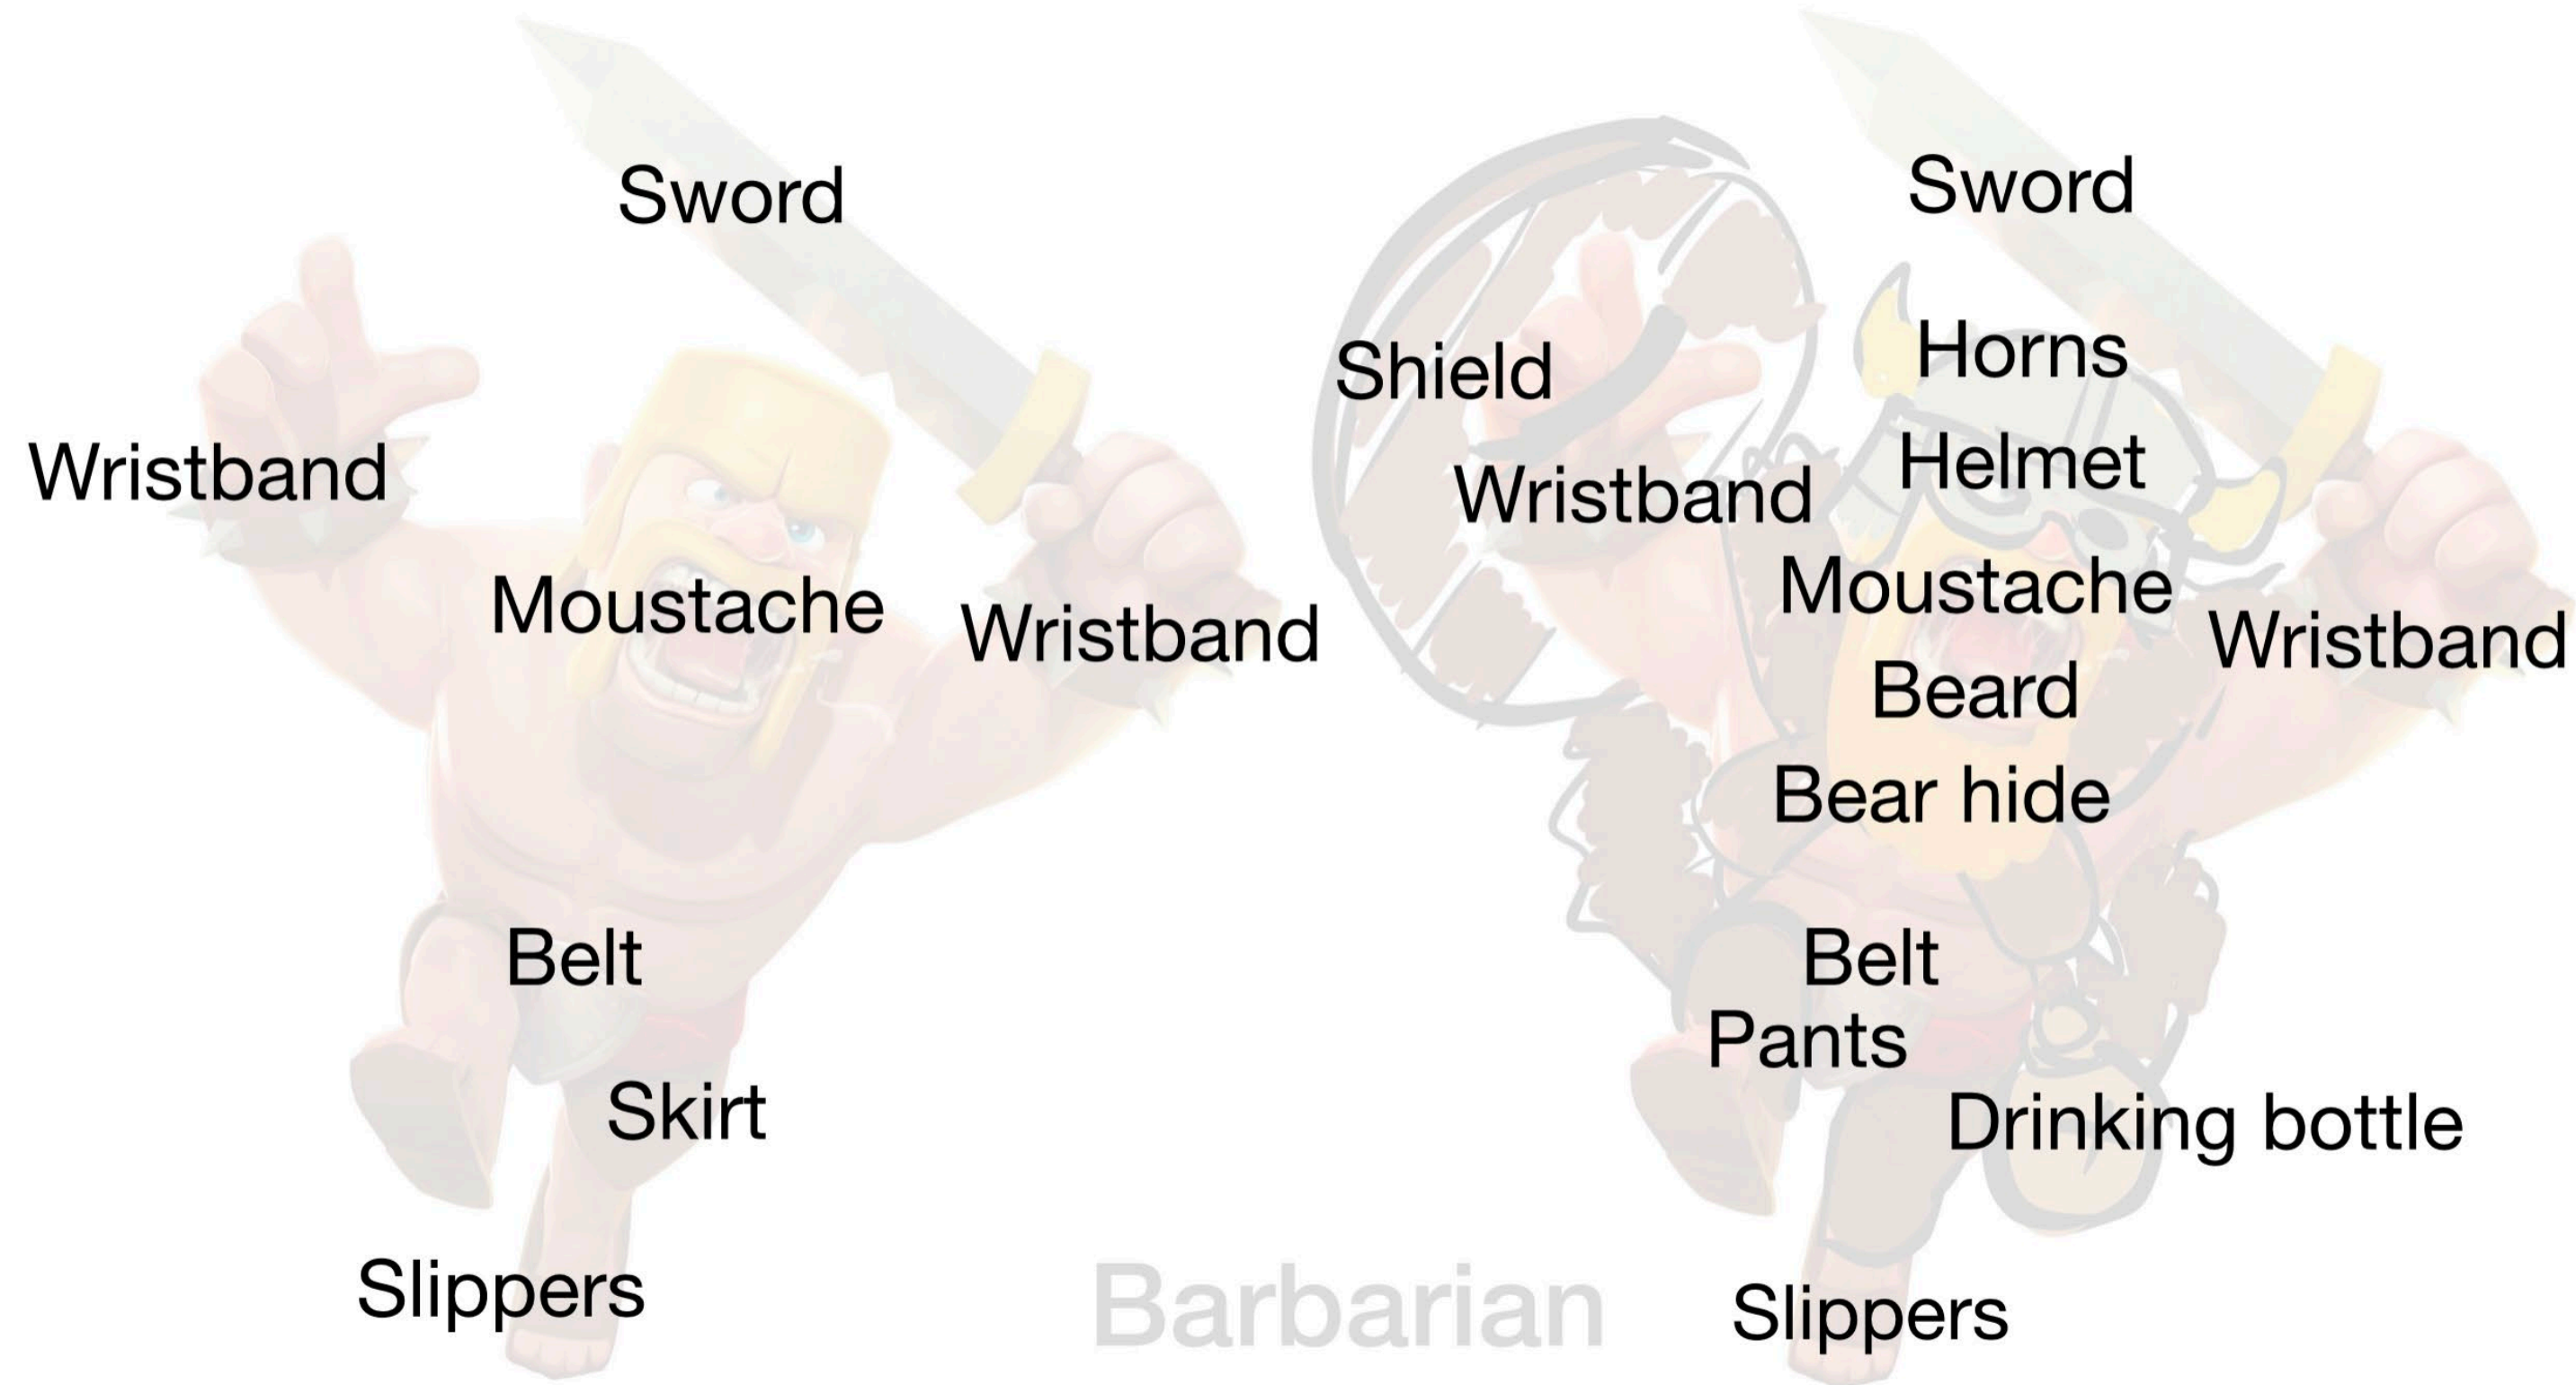 Sword
Wristband
Moustache
Wristband
Belt
Skirt
Slippers
Sword
Horns
Shield
Helmet
Wristband
Moustache
Wristband
Beard
Bear hide
Belt
Pants
Drinking bottle
Slippers
Barbarian